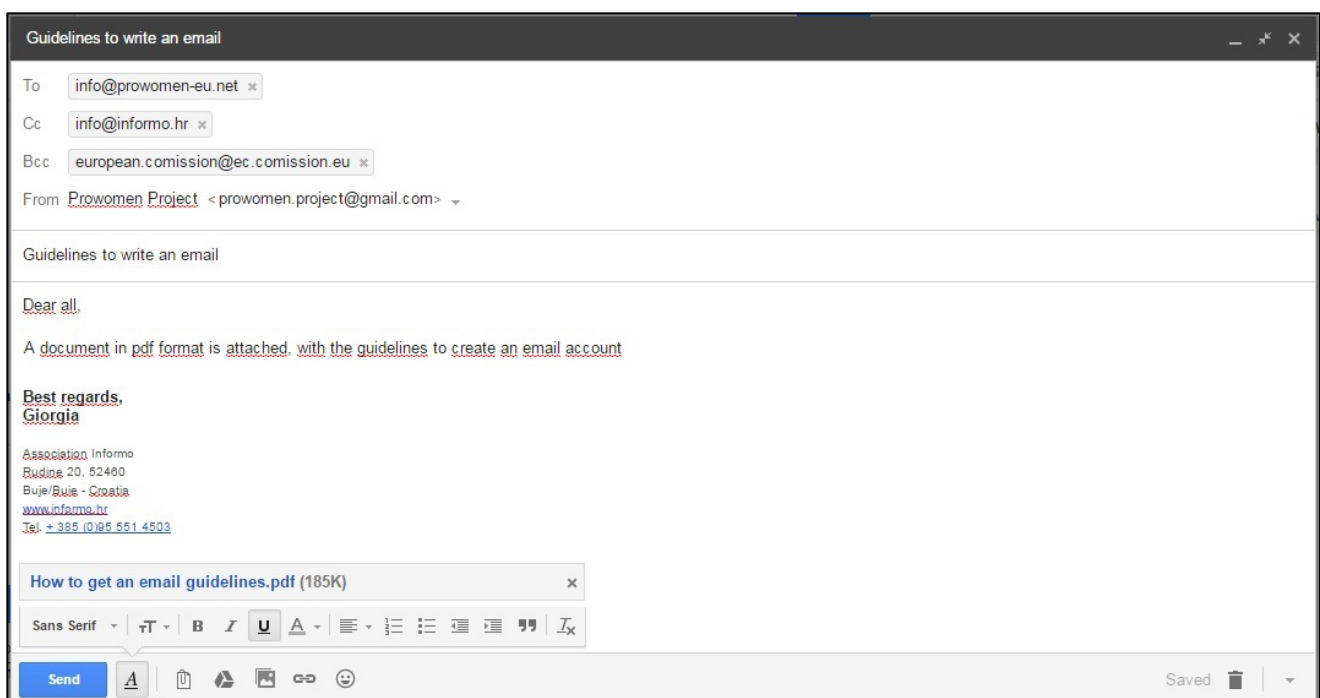 Guidelines to write an email
To info@prowomen-eu.net
Cc info@informo.hr
Bcc european.comission@ec.comission.eu
From Prowomen Project <prowomen.project@gmail.com>
Guidelines to write an email
Dear all,
A document in pdf format is attached, with the guidelines to create an email account
Best regards,
Giorgia
Association Informo
Rudine 20, 52460
Buje/Buie - Croatia
www.informo.hr
Tel. + 385 (0)95 551 4503
How to get an email guidelines.pdf (185K)
Sans Serif
Send
Saved